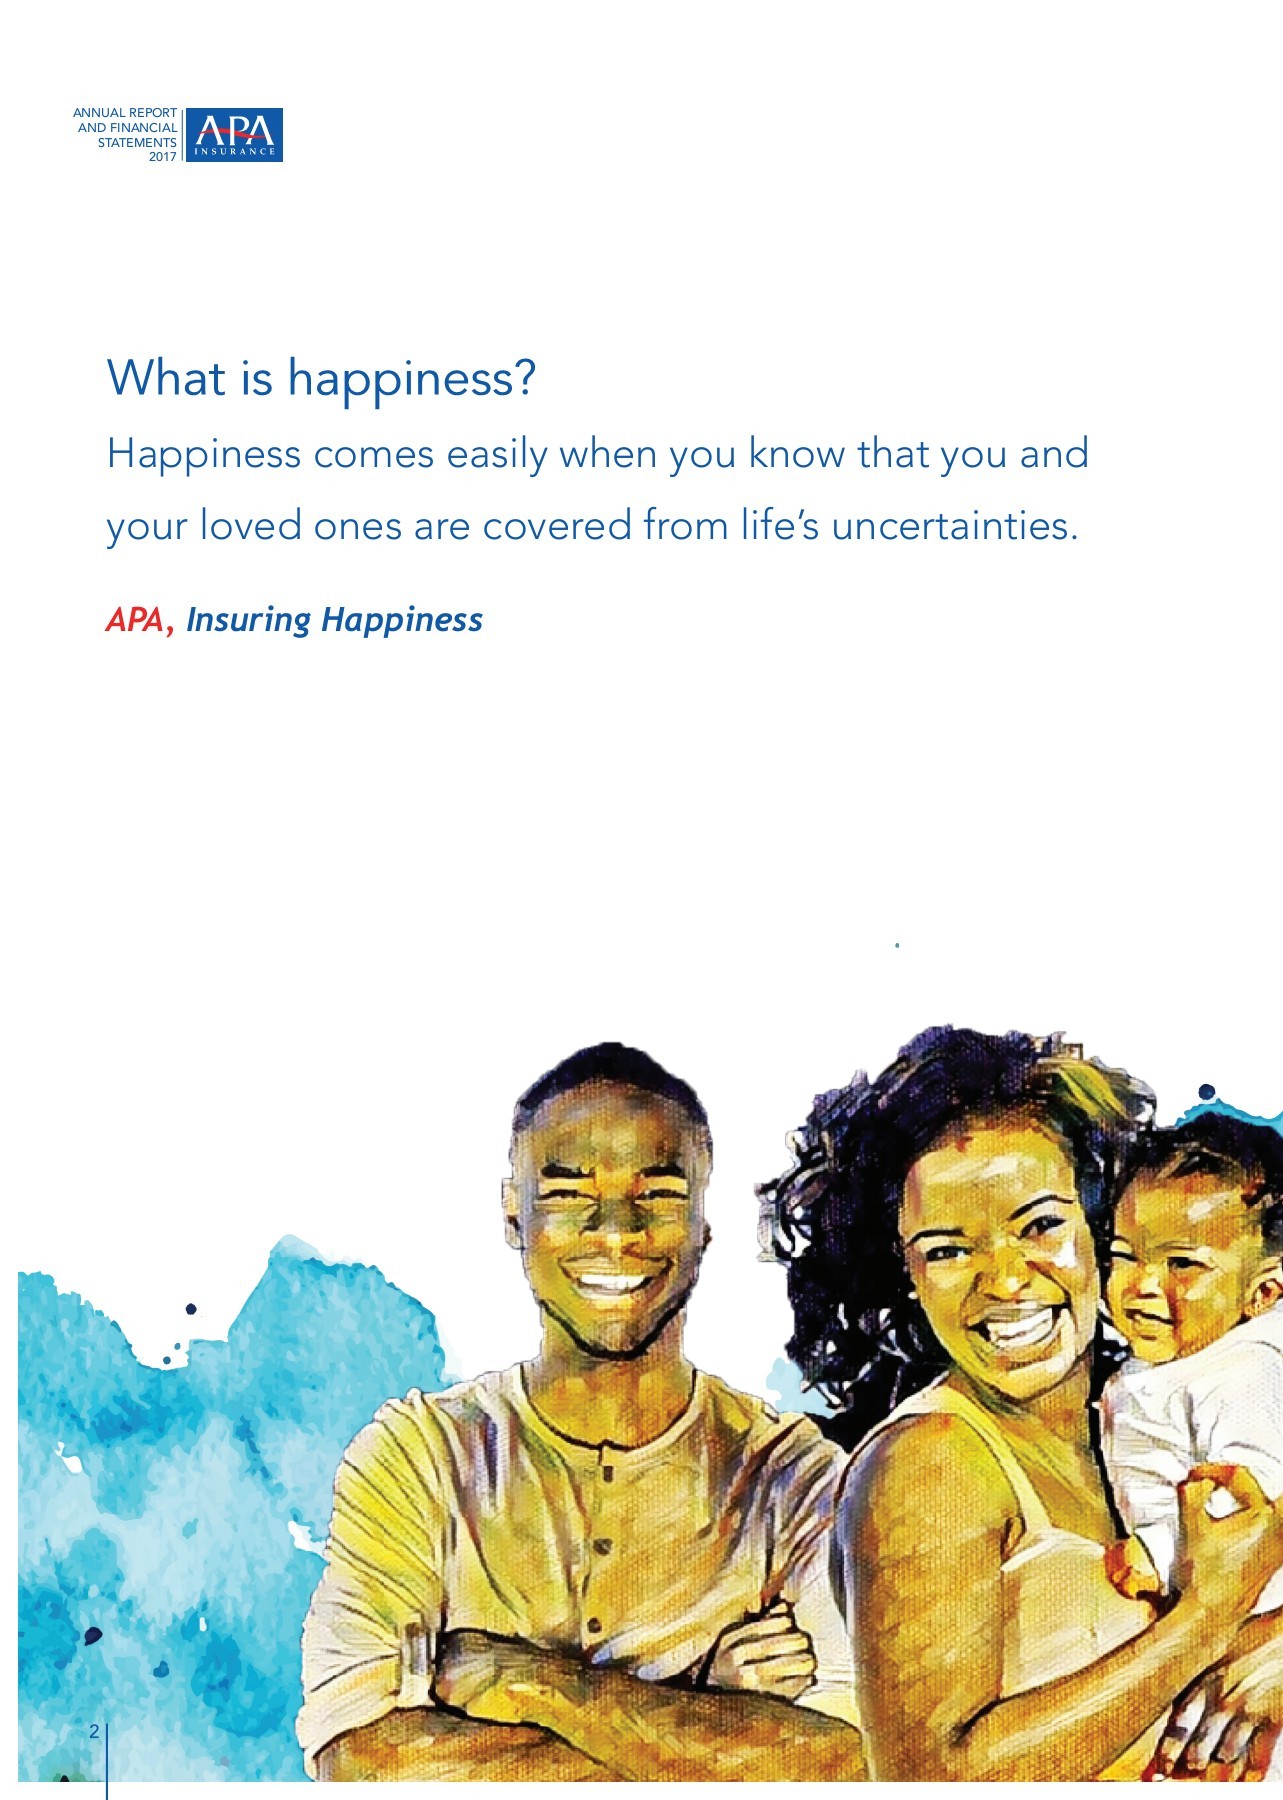 ANNUAL REPORT
AND FINANCIAL
STATEMENTS
2017
APA
INSURANCE
What is happiness?
Happiness comes easily when you know that you and
your loved ones are covered from life’s uncertainties.
APA, Insuring Happiness
2